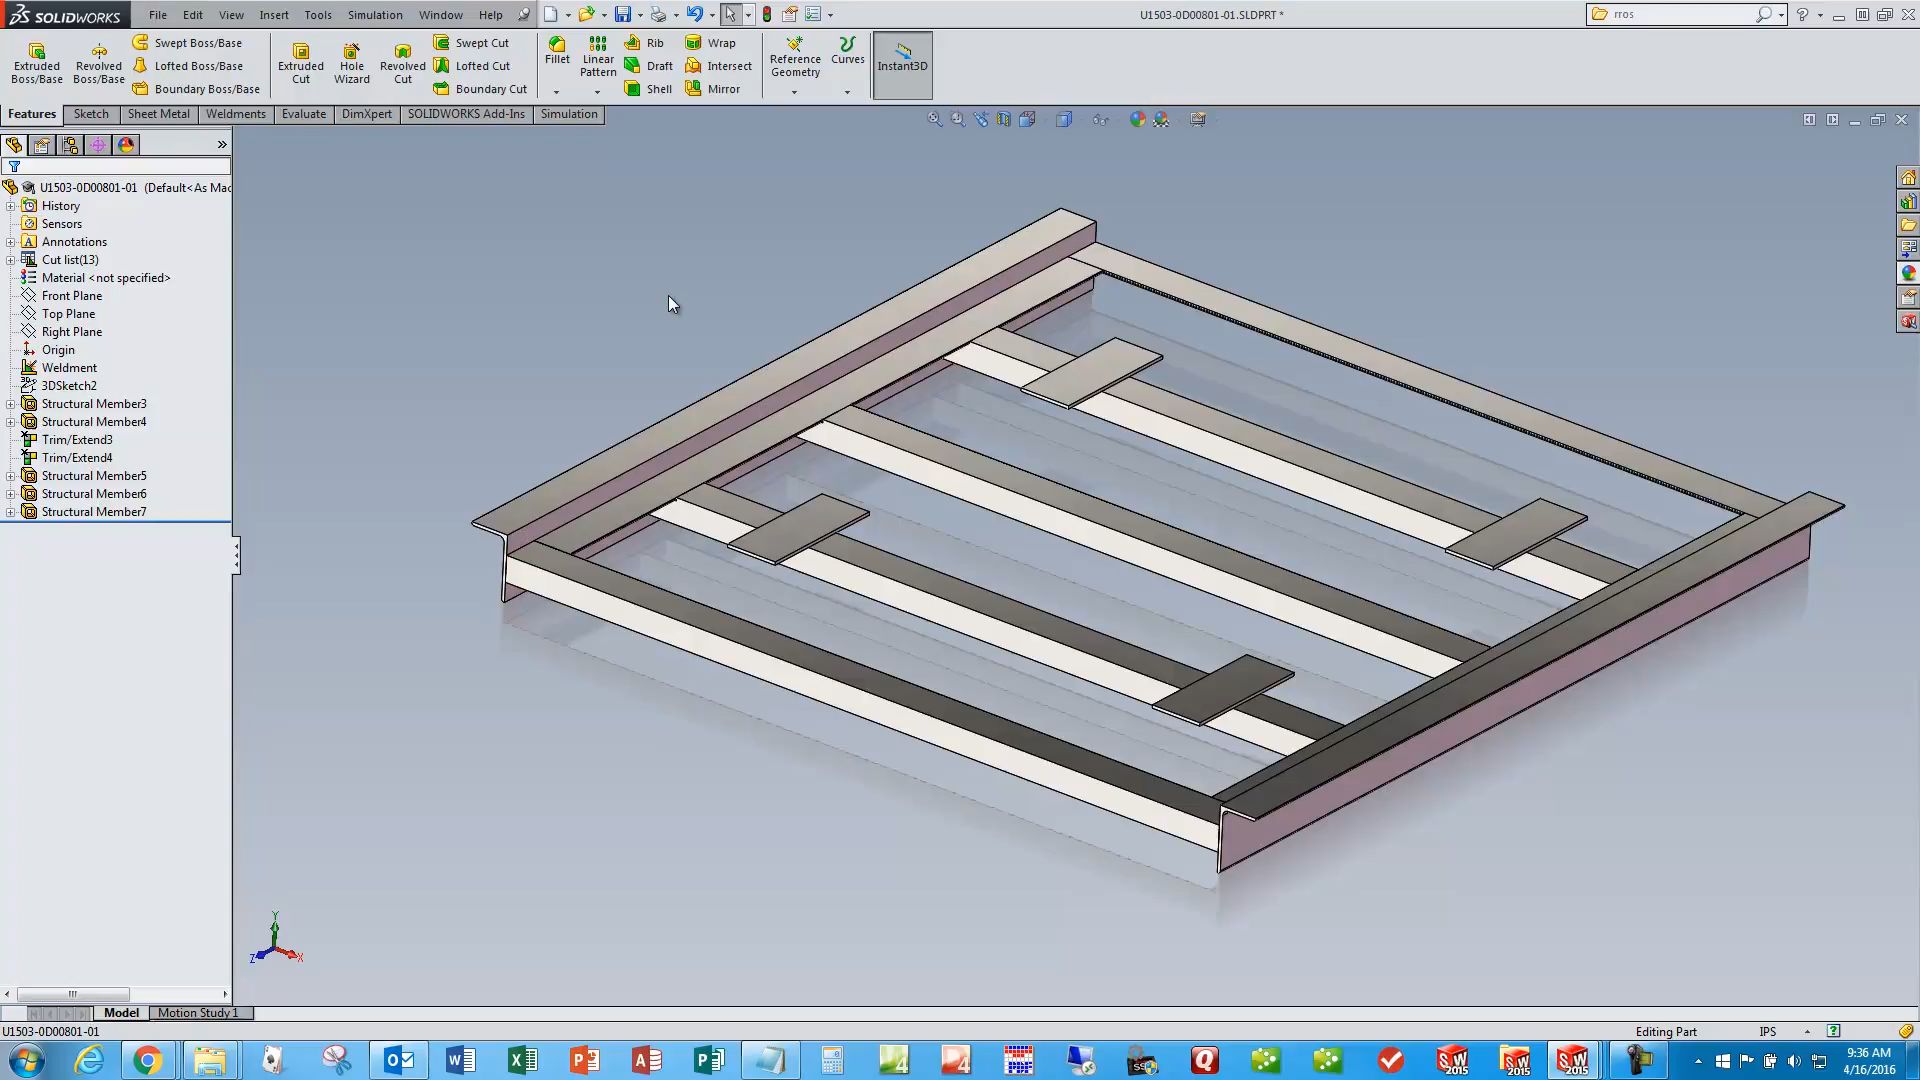 SOLIDWORKS
File Edit View Insert Tools Simulation Window Help
U1503-0D00801-01.SLDPRT *
rros
Extruded Boss/Base
Revolved Boss/Base
Swept Boss/Base
Lofted Boss/Base
Boundary Boss/Base
Extruded Cut
Hole Wizard
Revolved Cut
Swept Cut
Lofted Cut
Boundary Cut
Fillet
Linear Pattern
Rib
Draft
Shell
Wrap
Intersect
Mirror
Reference Geometry
Curves
Instant3D
Features Sketch Sheet Metal Weldments Evaluate DimXpert SOLIDWORKS Add-Ins Simulation
U1503-0D00801-01 (Default<As Mac
History
Sensors
Annotations
Cut list(13)
Material <not specified>
Front Plane
Top Plane
Right Plane
Origin
Weldment
3DSketch2
Structural Member3
Structural Member4
Trim/Extend3
Trim/Extend4
Structural Member5
Structural Member6
Structural Member7
Y
Z
X
Model Motion Study 1
U1503-0D00801-01
Editing Part IPS
9:36 AM
4/16/2016